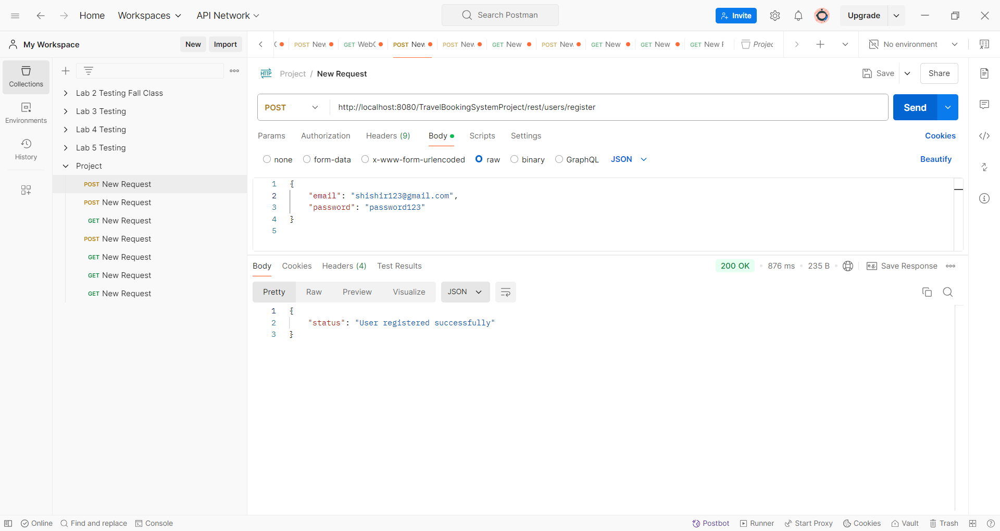 Home
Workspaces
API Network
Search Postman
Invite
Upgrade
My Workspace
New
Import
POST New
GET WebC
POST New
POST New
GET New
POST New
GET New
GET New
GET New
Projec
No environment
Collections
Environments
History
Lab 2 Testing Fall Class
Lab 3 Testing
Lab 4 Testing
Lab 5 Testing
Project
POST New Request
POST New Request
GET New Request
POST New Request
GET New Request
GET New Request
GET New Request
HTTP
Project / New Request
Save
Share
POST
http://localhost:8080/TravelBookingSystemProject/rest/users/register
Send
Params
Authorization
Headers (9)
Body
Scripts
Settings
Cookies
none
form-data
x-www-form-urlencoded
raw
binary
GraphQL
JSON
Beautify
1 {
2 "email": "shishir123@gmail.com",
3 "password": "password123"
4 }
5
Body
Cookies
Headers (4)
Test Results
200 OK
876 ms
235 B
e.g.
Save Response
Pretty
Raw
Preview
Visualize
JSON
1 {
2 "status": "User registered successfully"
3 }
Online
Find and replace
Console
Postbot
Runner
Start Proxy
Cookies
Vault
Trash